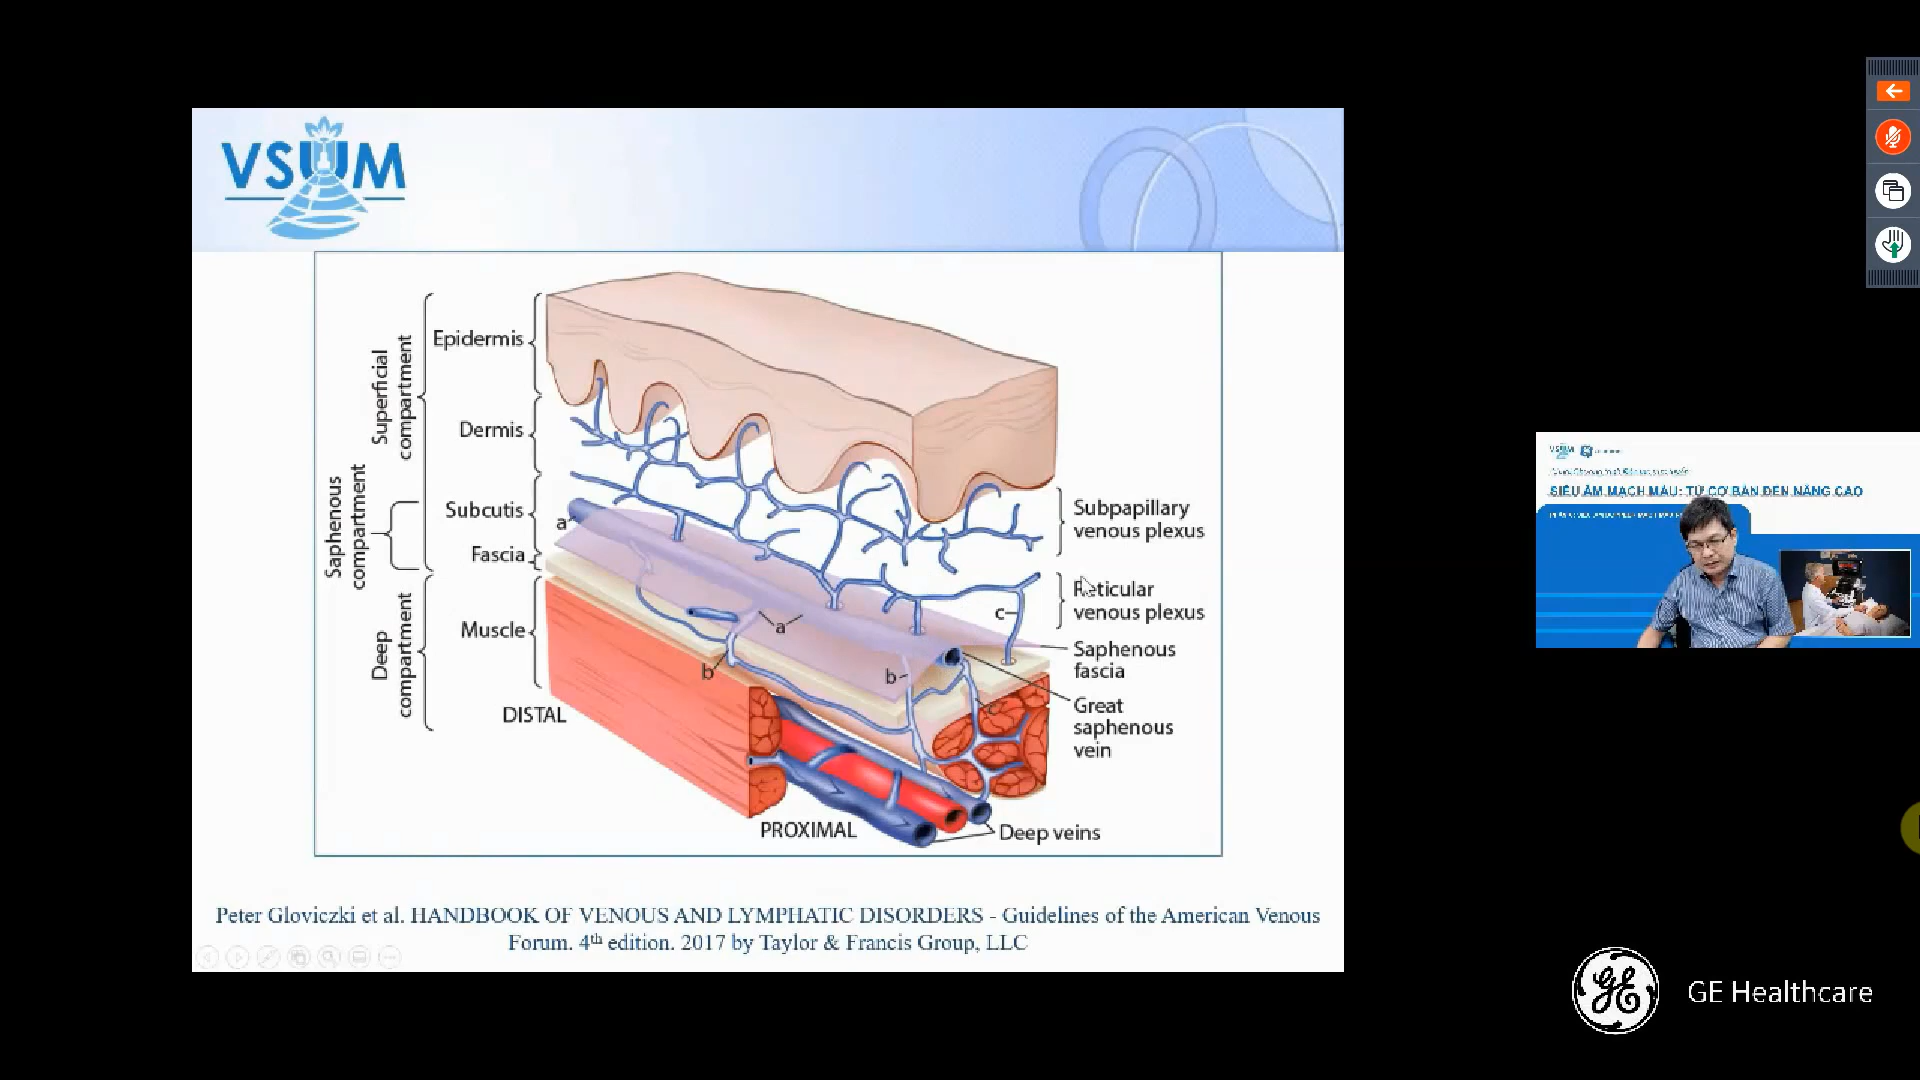 VSUM
Superficial
compartment
Saphenous
compartment
Deep
compartment
Epidermis
Dermis
Subcutis
Fascia
Muscle
DISTAL
PROXIMAL
a
a
b
b
c
c
Subpapillary
venous plexus
Reticular
venous plexus
Saphenous
fascia
Great
saphenous
vein
Deep veins
Peter Gloviczki et al. HANDBOOK OF VENOUS AND LYMPHATIC DISORDERS - Guidelines of the American Venous
Forum. 4th edition. 2017 by Taylor & Francis Group, LLC
VSUM
SIÊU ÂM MẠCH MÁU: TỪ CƠ BẢN ĐẾN NÂNG CAO
GE Healthcare